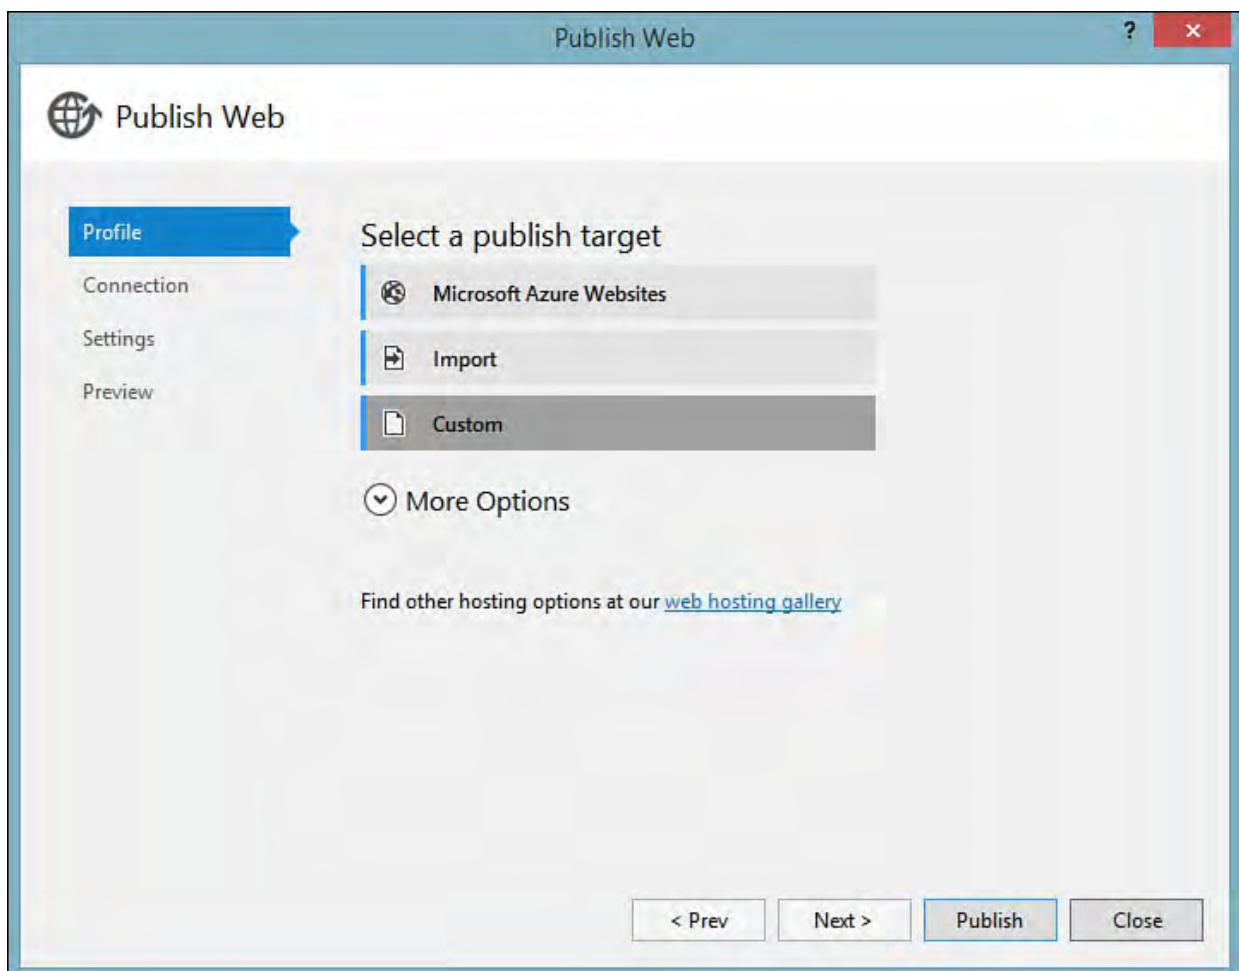 Publish Web
?
Publish Web
Profile
Connection
Settings
Preview
Select a publish target
Microsoft Azure Websites
Import
Custom
More Options
Find other hosting options at our web hosting gallery
< Prev
Next >
Publish
Close